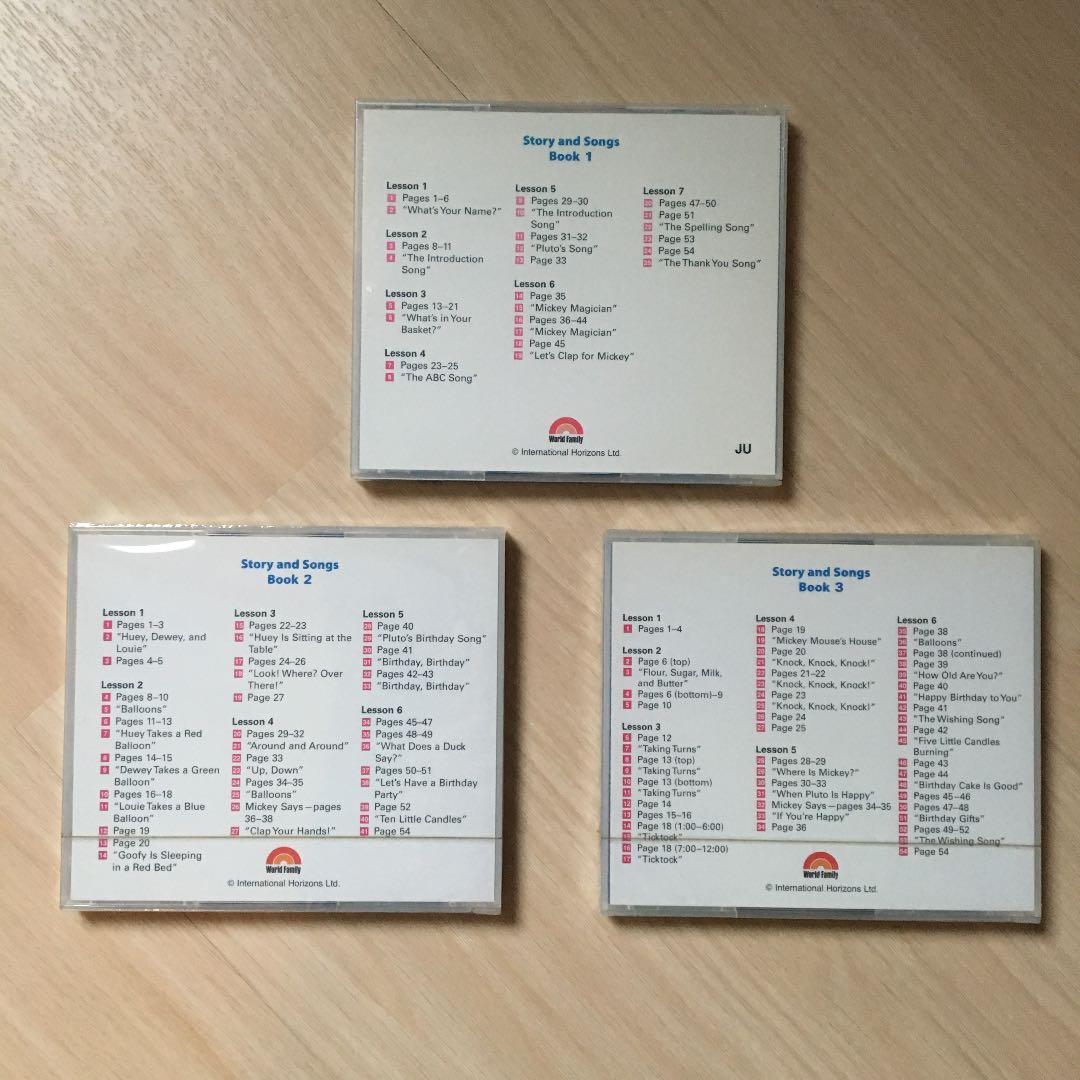 Story and Songs
Book 1
Lesson 1
1 Pages 1–6
2 "What's Your Name?"
Lesson 2
3 Pages 8–11
4 "The Introduction
Song"
Lesson 3
5 Pages 13–21
6 "What's in Your
Basket?"
Lesson 4
7 Pages 23–25
8 "The ABC Song"
Lesson 5
9 Pages 29–30
10 "The Introduction
Song"
11 Pages 31–32
12 "Pluto's Song"
13 Page 33
Lesson 6
14 Page 35
15 "Mickey Magician"
16 Pages 36–44
17 "Mickey Magician"
18 Page 45
19 "Let's Clap for Mickey"
Lesson 7
20 Pages 47–50
21 Page 51
22 "The Spelling Song"
23 Page 53
24 Page 54
25 "The Thank You Song"
World Family
© International Horizons Ltd.
JU
Story and Songs
Book 2
Lesson 1
1 Pages 1–3
2 "Huey, Dewey, and
Louie"
3 Pages 4–5
Lesson 2
4 Pages 8–10
5 "Balloons"
6 Pages 11–13
7 "Huey Takes a Red
Balloon"
8 Pages 14–15
9 "Dewey Takes a Green
Balloon"
10 Pages 16–18
11 "Louie Takes a Blue
Balloon"
12 Page 19
13 Page 20
14 "Goofy Is Sleeping
in a Red Bed"
Lesson 3
15 Pages 22–23
16 "Huey Is Sitting at the
Table"
17 Pages 24–26
18 "Look! Where? Over
There!"
19 Page 27
Lesson 4
20 Pages 29–32
21 "Around and Around"
22 Page 33
23 "Up, Down"
24 Pages 34–35
25 "Balloons"
26 Mickey Says—pages
36–38
27 "Clap Your Hands!"
Lesson 5
28 Page 40
29 "Pluto's Birthday Song"
30 Page 41
31 "Birthday, Birthday"
32 Pages 42–43
33 "Birthday, Birthday"
Lesson 6
34 Pages 45–47
35 Pages 48–49
36 "What Does a Duck
Say?"
37 Pages 50–51
38 "Let's Have a Birthday
Party"
39 Page 52
40 "Ten Little Candles"
41 Page 54
World Family
© International Horizons Ltd.
Story and Songs
Book 3
Lesson 1
1 Pages 1–4
Lesson 2
2 Page 6 (top)
3 "Flour, Sugar, Milk,
and Butter"
4 Pages 6 (bottom)–9
5 Page 10
Lesson 3
6 Page 12
7 "Taking Turns"
8 Page 13 (top)
9 "Taking Turns"
10 Page 13 (bottom)
11 "Taking Turns"
12 Page 14
13 Pages 15–16
14 Page 18 (1:00–6:00)
15 "Ticktock"
16 Page 18 (7:00–12:00)
17 "Ticktock"
Lesson 4
18 Page 19
19 "Mickey Mouse's House"
20 Page 20
21 "Knock, Knock, Knock!"
22 Pages 21–22
23 "Knock, Knock, Knock!"
24 Page 23
25 "Knock, Knock, Knock!"
26 Page 24
27 Page 25
Lesson 5
28 Pages 28–29
29 "Where Is Mickey?"
30 Pages 30–33
31 "When Pluto Is Happy"
32 Mickey Says—pages 34–35
33 "If You're Happy"
34 Page 36
Lesson 6
35 Page 38
36 "Balloons"
37 Page 38 (continued)
38 Page 39
39 "How Old Are You?"
40 Page 40
41 "Happy Birthday to You"
42 Page 41
43 "The Wishing Song"
44 Page 42
45 "Five Little Candles
Burning"
46 Page 43
47 Page 44
48 "Birthday Cake Is Good"
49 Pages 45–46
50 Pages 47–48
51 "Birthday Gifts"
52 Pages 49–52
53 "The Wishing Song"
54 Page 54
World Family
© International Horizons Ltd.